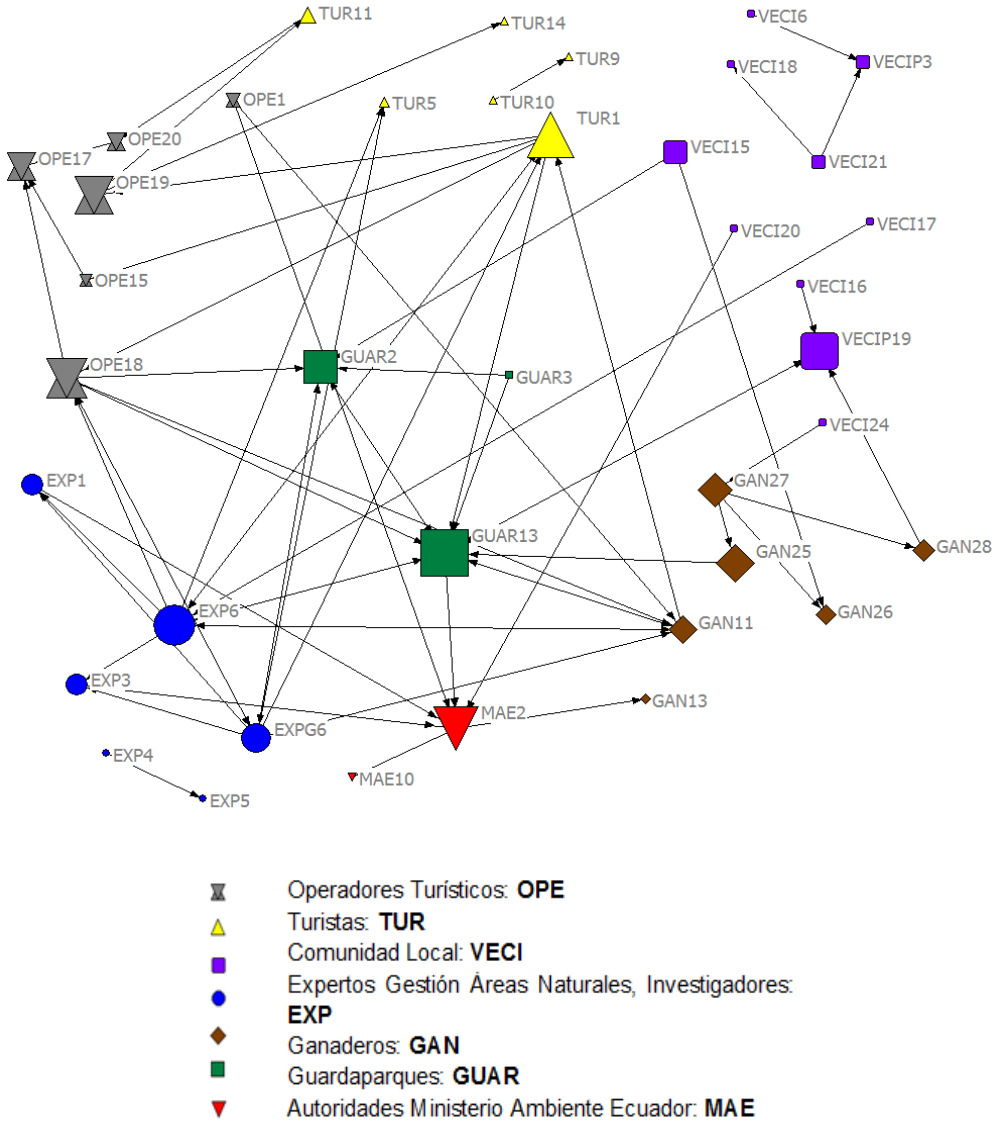 TUR11
TUR14
VECI6
TUR9
VECIP3
VECI18
OPE1
TUR5
TUR10
TUR1
OPE20
VECI15
OPE17
VECI21
OPE19
VECI20
VECI17
OPE15
VECI16
VECIP19
GUAR2
OPE18
GUAR3
VECI24
EXP1
GAN27
GUAR13
GAN28
GAN25
EXP6
GAN26
GAN11
EXP3
GAN13
MAE2
EXPG6
EXP4
MAE10
EXP5
Operadores Turísticos: OPE
Turistas: TUR
Comunidad Local: VECI
Expertos Gestión Áreas Naturales, Investigadores:
EXP
Ganaderos: GAN
Guardaparques: GUAR
Autoridades Ministerio Ambiente Ecuador: MAE